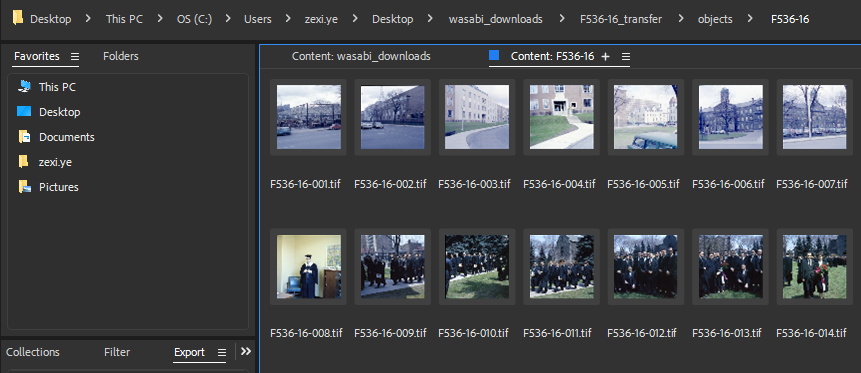 Desktop > This PC > OS (C:) > Users > zexi.ye > Desktop > wasabi_downloads > F536-16_transfer > objects > F536-16
Favorites Folders
This PC
Desktop
Documents
zexi.ye
Pictures
Collections Filter Export »
Content: wasabi_downloads Content: F536-16 +
F536-16-001.tif F536-16-002.tif F536-16-003.tif F536-16-004.tif F536-16-005.tif F536-16-006.tif F536-16-007.tif
F536-16-008.tif F536-16-009.tif F536-16-010.tif F536-16-011.tif F536-16-012.tif F536-16-013.tif F536-16-014.tif